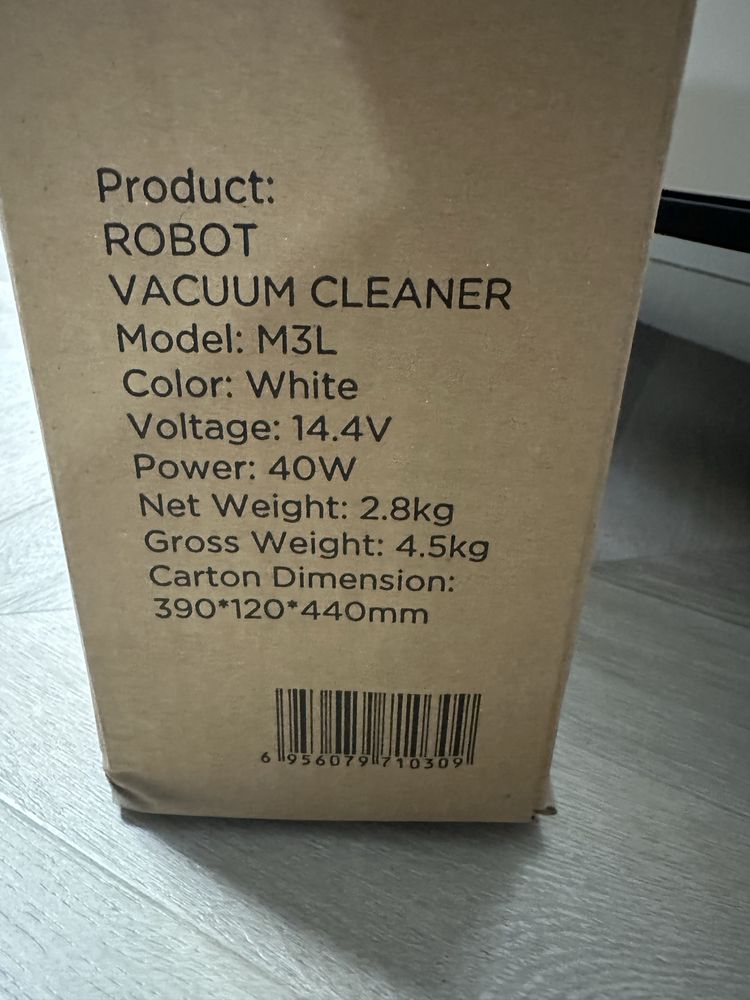 Product:
ROBOT
VACUUM CLEANER
Model: M3L
Color: White
Voltage: 14.4V
Power: 40W
Net Weight: 2.8kg
Gross Weight: 4.5kg
Carton Dimension:
390*120*440mm
6 956079 710309